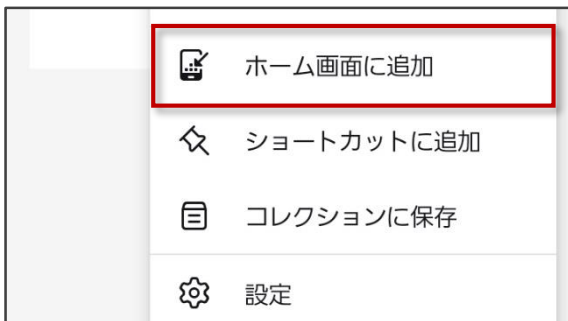 ホーム画面に追加
ショートカットに追加
コレクションに保存
設定